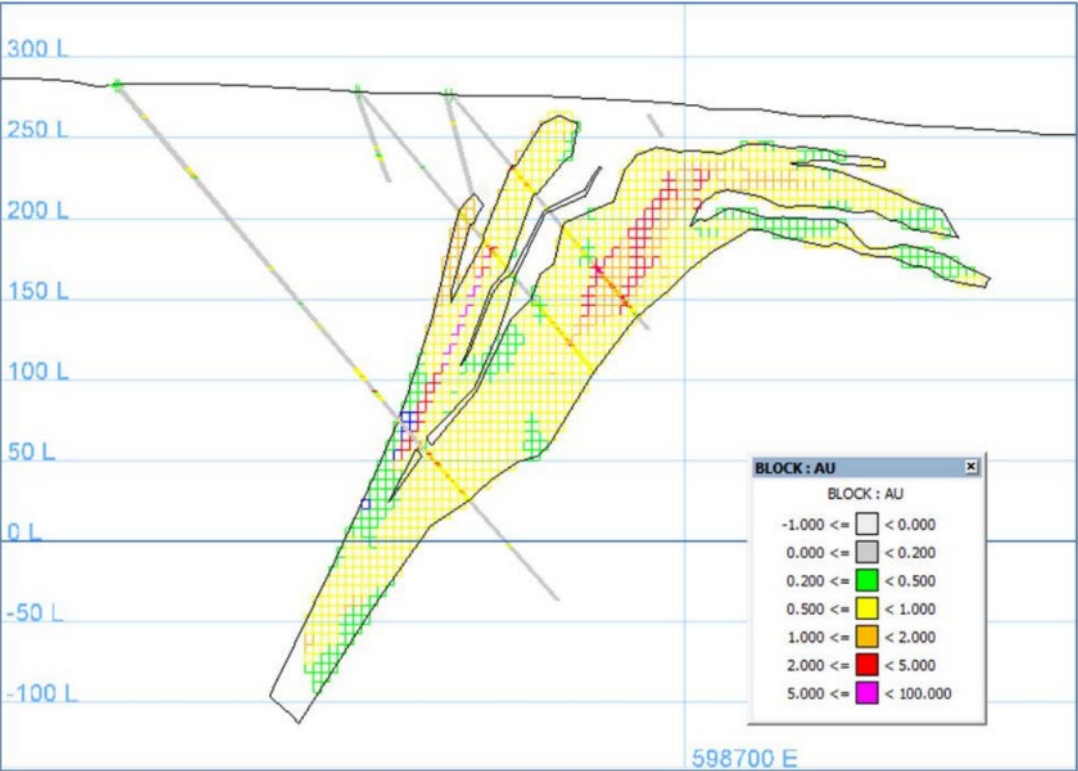 300 L
250 L
200 L
150 L
100 L
50 L
0 L
-50 L
-100 L
598700 E
BLOCK : AU
BLOCK : AU
-1.000 <= < 0.000
0.000 <= < 0.200
0.200 <= < 0.500
0.500 <= < 1.000
1.000 <= < 2.000
2.000 <= < 5.000
5.000 <= < 100.000